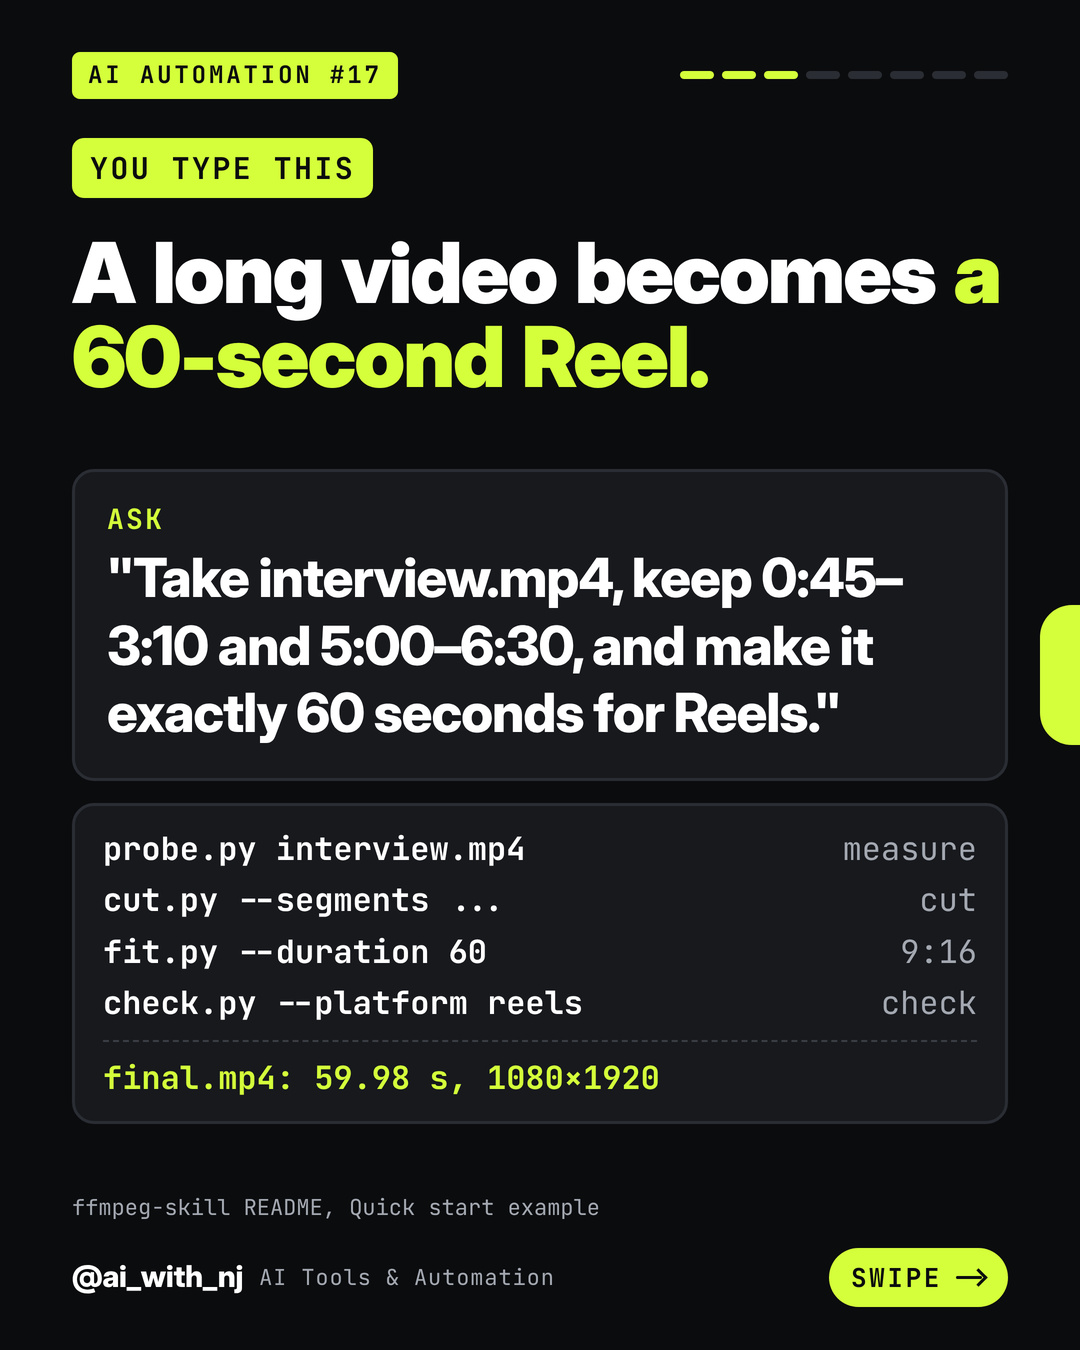 AI AUTOMATION #17
YOU TYPE THIS
A long video becomes a
60-second Reel.
ASK
"Take interview.mp4, keep 0:45–
3:10 and 5:00–6:30, and make it
exactly 60 seconds for Reels."
probe.py interview.mp4 measure
cut.py --segments ... cut
fit.py --duration 60 9:16
check.py --platform reels check
final.mp4: 59.98 s, 1080×1920
ffmpeg-skill README, Quick start example
@ai_with_nj AI Tools & Automation
SWIPE →